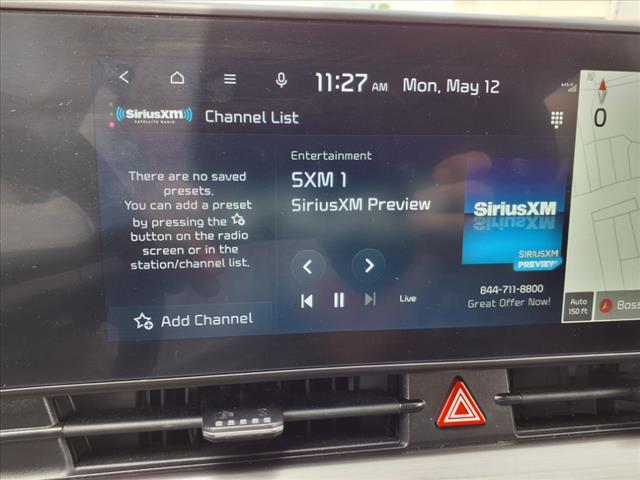 11:27 AM Mon, May 12
SiriusXM
SATELLITE RADIO
Channel List
There are no saved
presets.
You can add a preset
by pressing the
button on the radio
screen or in the
station/channel list.
Add Channel
Entertainment
SXM 1
SiriusXM Preview
Live
SiriusXM
SIRIUSXM
PREVIEW
844-711-8800
Great Offer Now!
0
Auto
150 ft
Boss